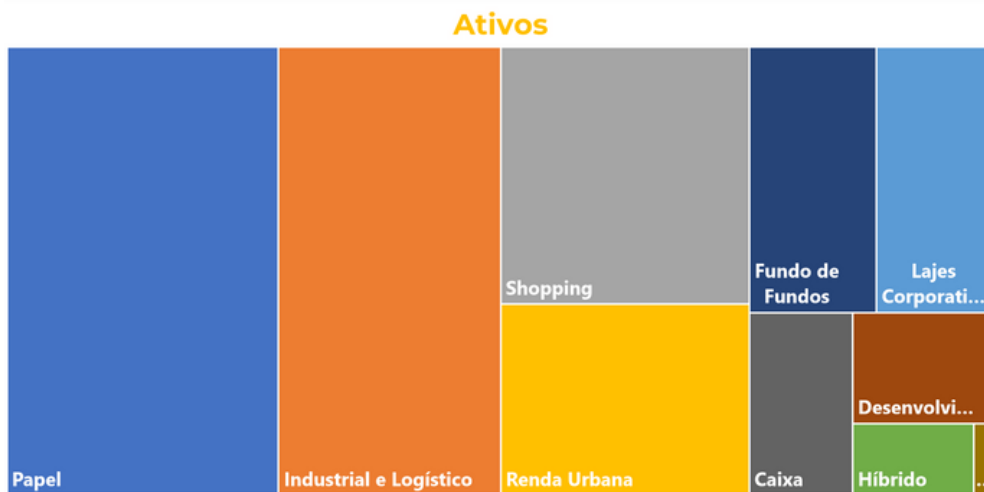 Ativos
Papel
Industrial e Logístico
Shopping
Renda Urbana
Fundo de
Fundos
Lajes
Corporati...
Caixa
Desenvolvi...
Híbrido
...